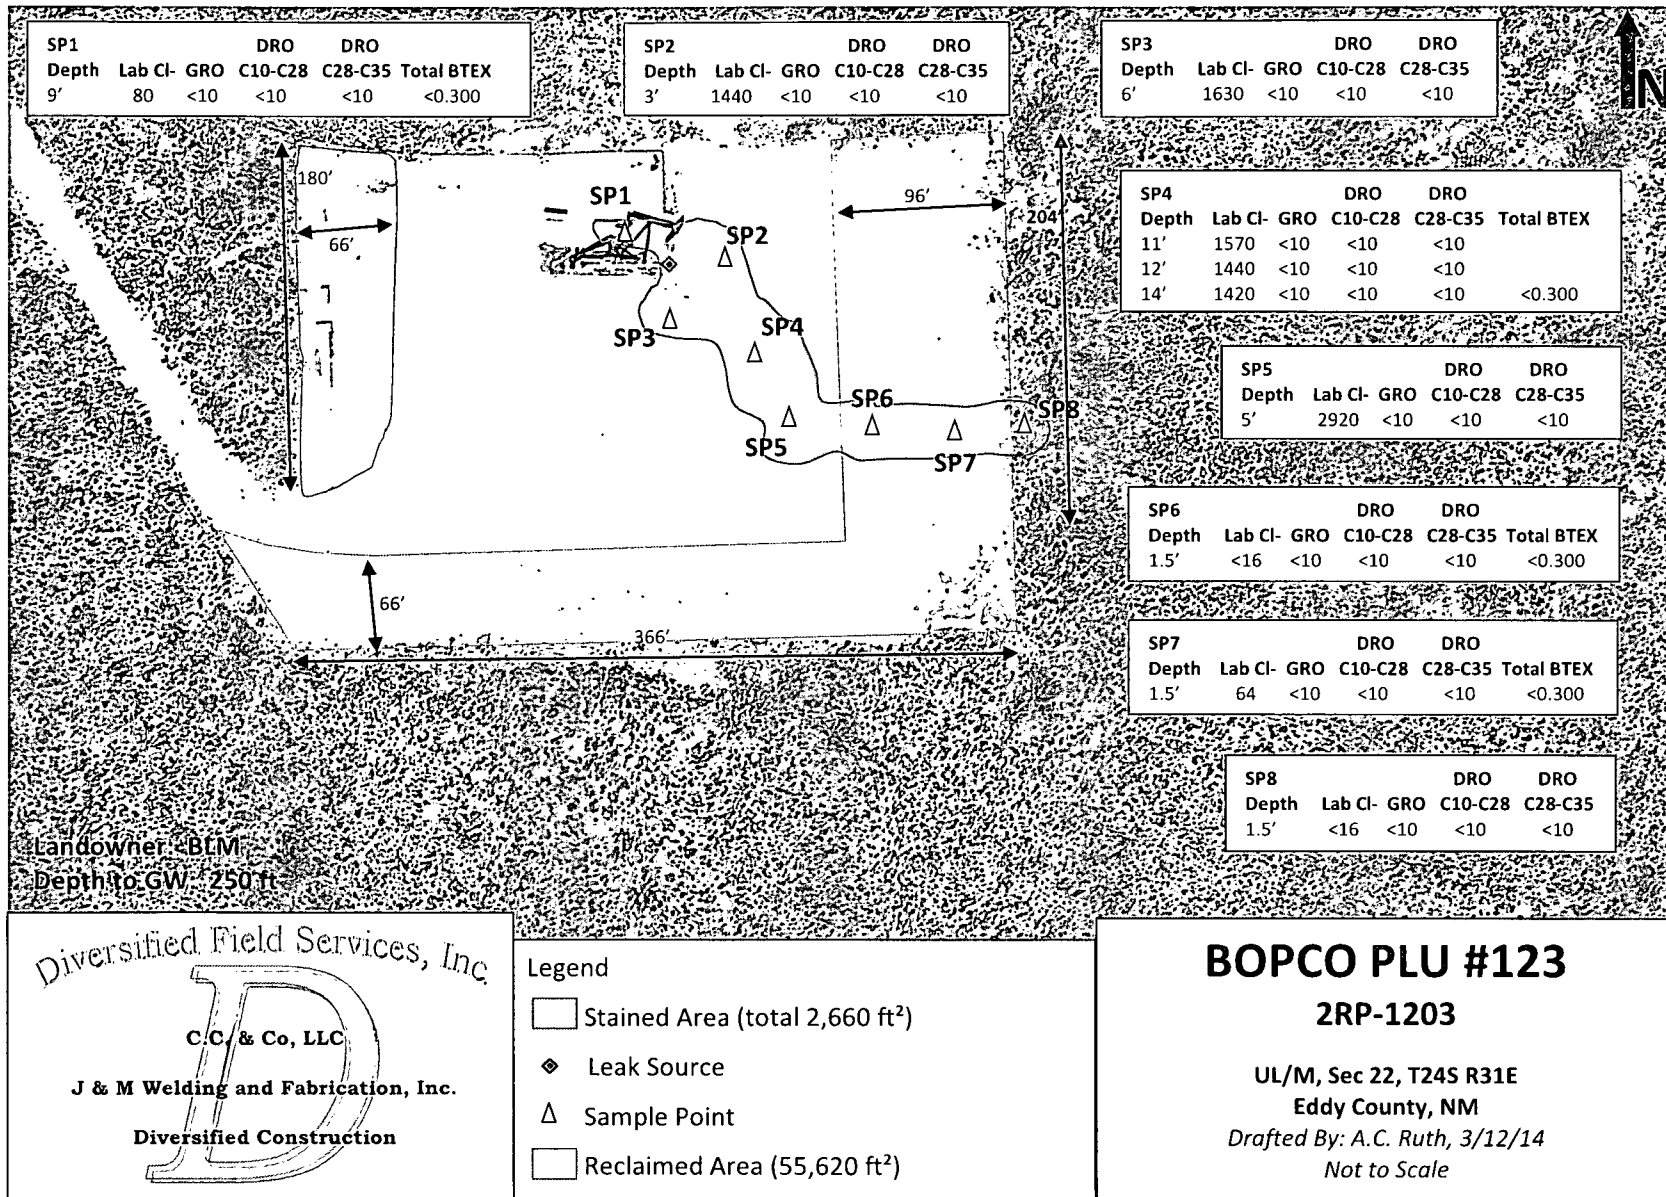 SP1 DRO DRO
Depth Lab Cl- GRO C10-C28 C28-C35 Total BTEX
9' 80 <10 <10 <10 <0.300
SP2 DRO DRO
Depth Lab Cl- GRO C10-C28 C28-C35
3' 1440 <10 <10 <10
SP3 DRO DRO
Depth Lab Cl- GRO C10-C28 C28-C35
6' 1630 <10 <10 <10
N
SP4 DRO DRO
Depth Lab Cl- GRO C10-C28 C28-C35 Total BTEX
11' 1570 <10 <10 <10
12' 1440 <10 <10 <10
14' 1420 <10 <10 <10 <0.300
SP5 DRO DRO
Depth Lab Cl- GRO C10-C28 C28-C35
5' 2920 <10 <10 <10
SP6 DRO DRO
Depth Lab Cl- GRO C10-C28 C28-C35 Total BTEX
1.5' <16 <10 <10 <10 <0.300
SP7 DRO DRO
Depth Lab Cl- GRO C10-C28 C28-C35 Total BTEX
1.5' 64 <10 <10 <10 <0.300
SP8 DRO DRO
Depth Lab Cl- GRO C10-C28 C28-C35
1.5' <16 <10 <10 <10
180'
66'
SP1
SP2
96'
204'
SP3
SP4
SP5
SP6
SP7
SP8
66'
366'
Landowner -BLM
Depth to GW- 250 ft
Diversified Field Services, Inc
C.C. & Co, LLC
J & M Welding and Fabrication, Inc.
Diversified Construction
Legend
Stained Area (total 2,660 ft²)
Leak Source
Sample Point
Reclaimed Area (55,620 ft²)
BOPCO PLU #123
2RP-1203
UL/M, Sec 22, T24S R31E
Eddy County, NM
Drafted By: A.C. Ruth, 3/12/14
Not to Scale